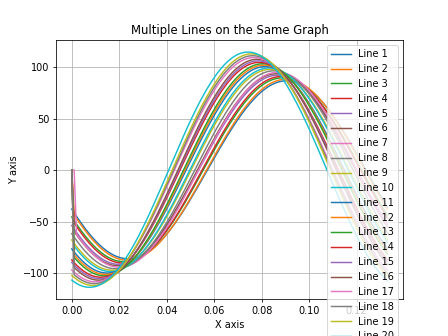 Multiple Lines on the Same Graph
Y axis
100
50
0
−50
−100
0.00
0.02
0.04
0.06
0.08
0.10
X axis
Line 1
Line 2
Line 3
Line 4
Line 5
Line 6
Line 7
Line 8
Line 9
Line 10
Line 11
Line 12
Line 13
Line 14
Line 15
Line 16
Line 17
Line 18
Line 19
Line 20